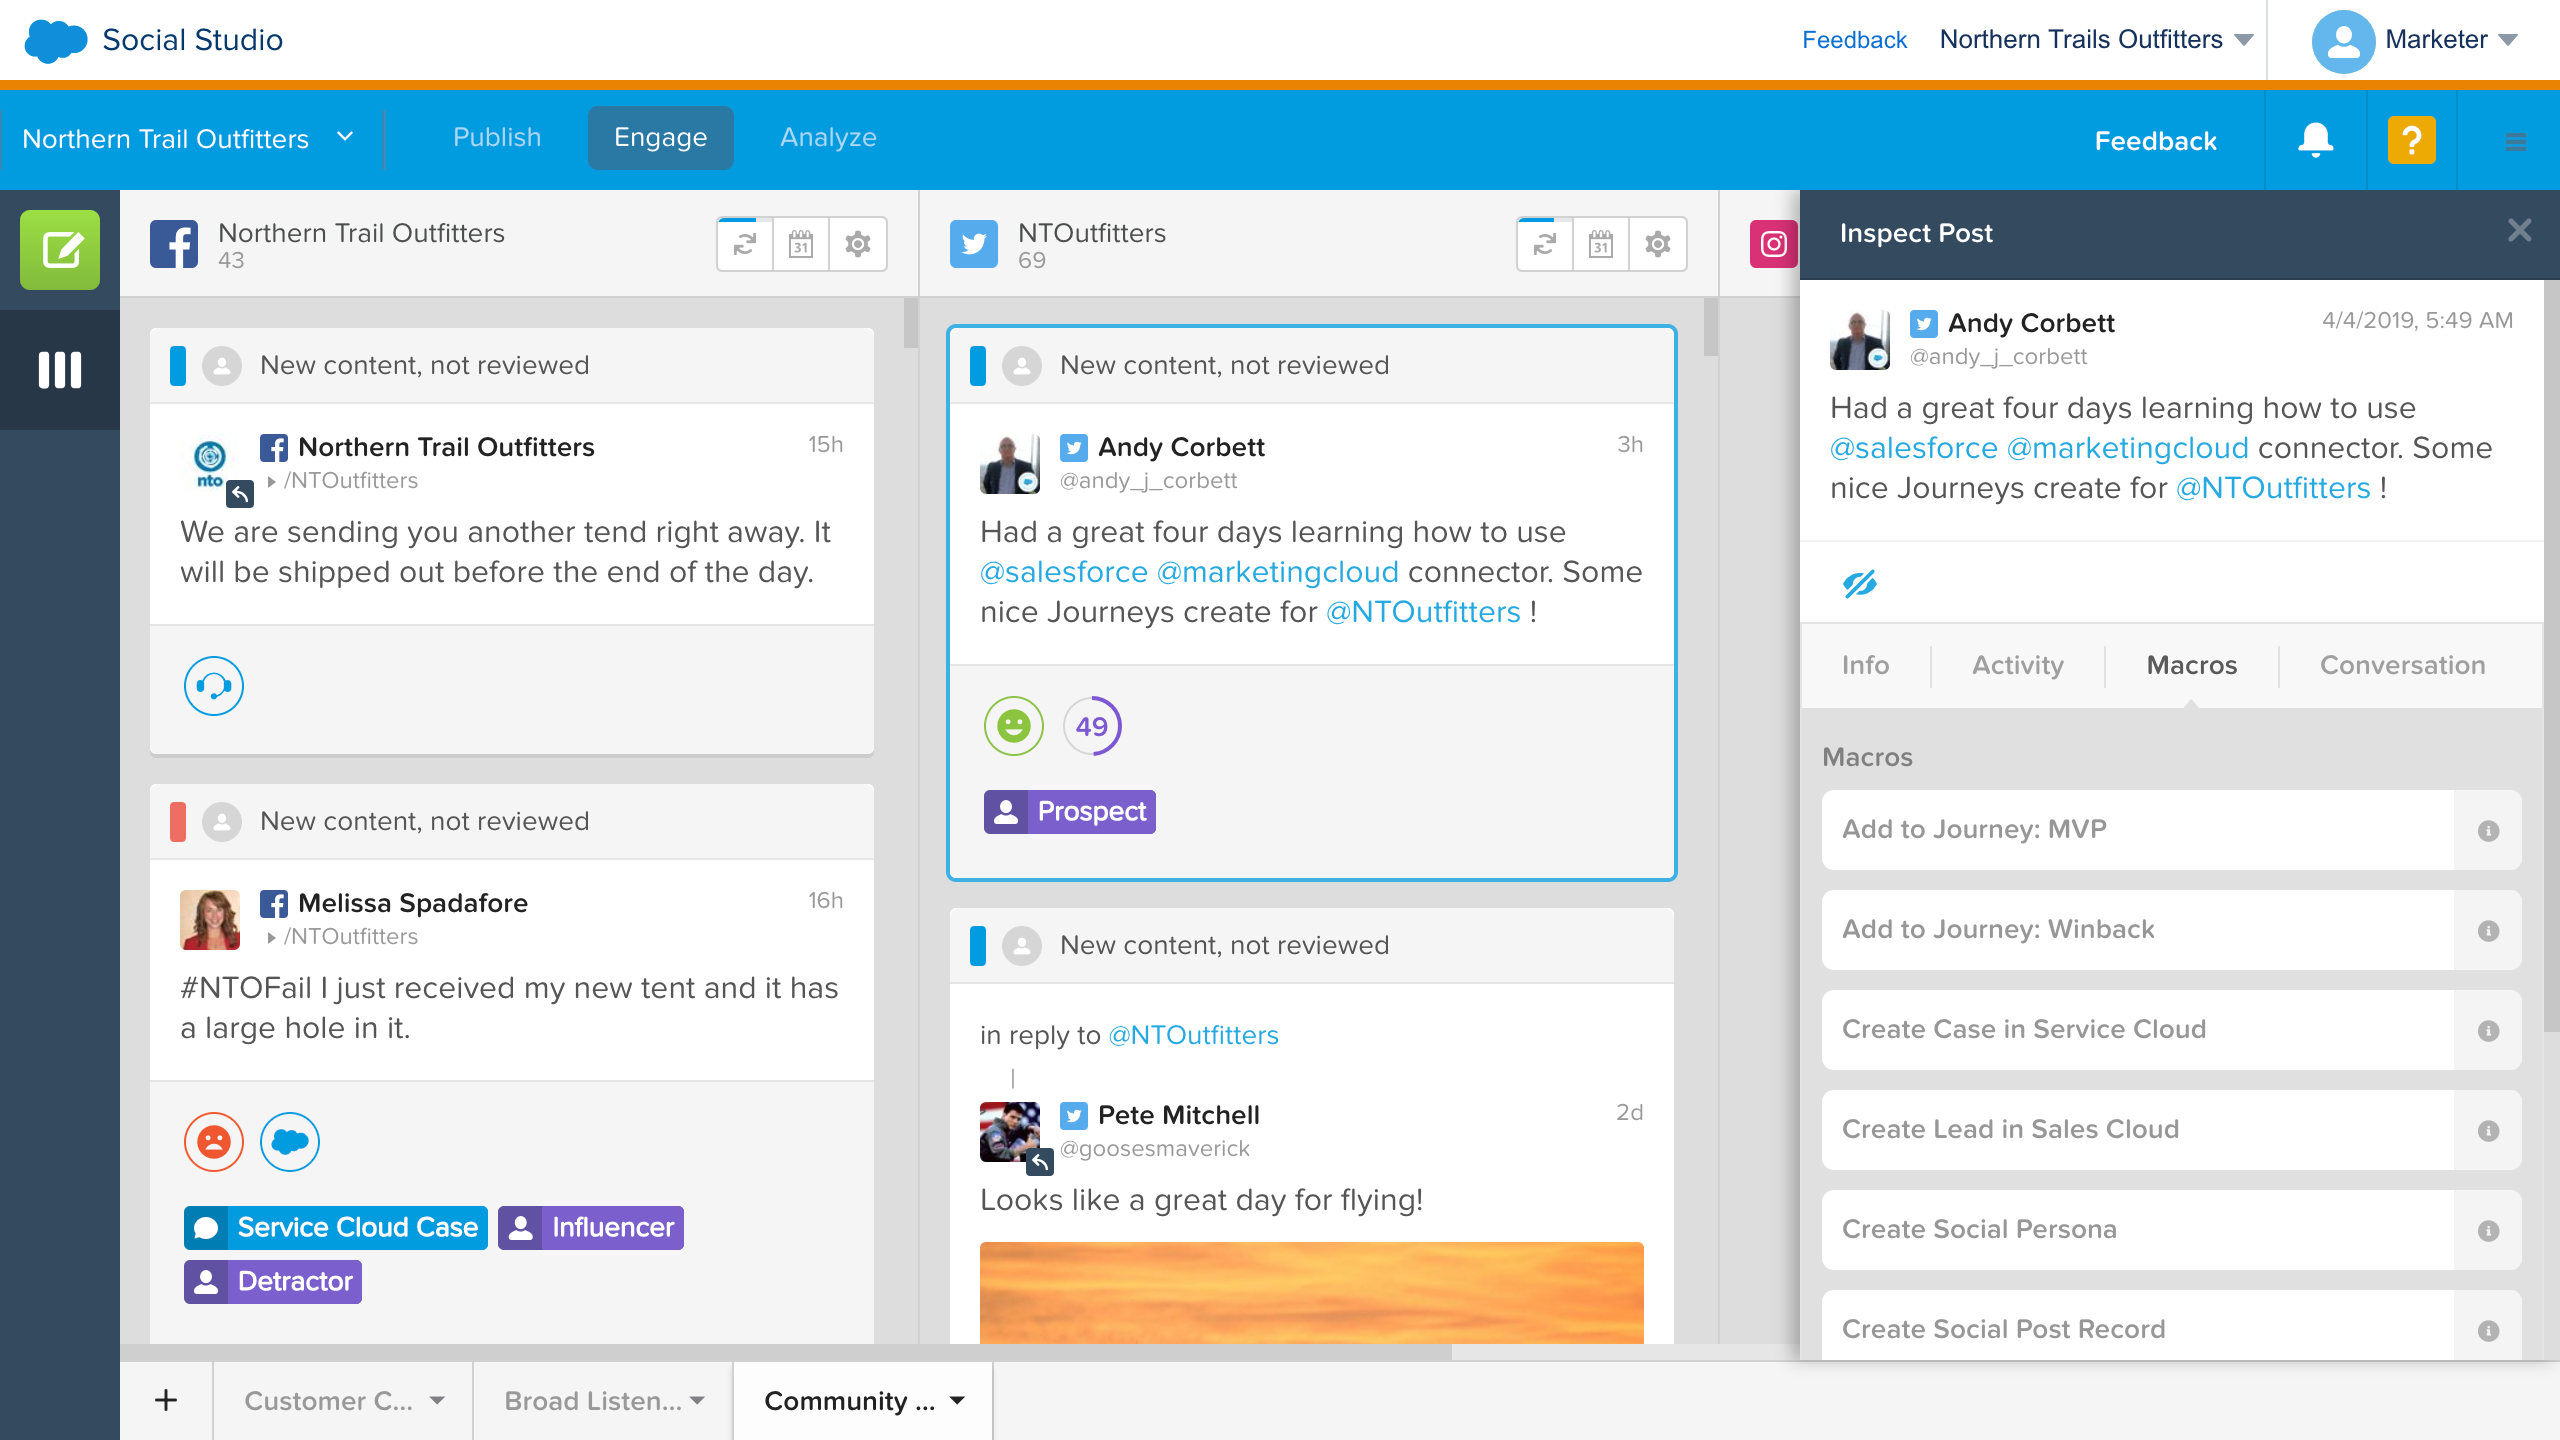 Social Studio
Feedback
Northern Trails Outfitters
Marketer
Northern Trail Outfitters
Publish
Engage
Analyze
Feedback
?
Northern Trail Outfitters
43
31
New content, not reviewed
nto
Northern Trail Outfitters
15h
/NTOutfitters
We are sending you another tend right away. It
will be shipped out before the end of the day.
New content, not reviewed
Melissa Spadafore
16h
/NTOutfitters
#NTOFail I just received my new tent and it has
a large hole in it.
Service Cloud Case
Influencer
Detractor
NTOutfitters
69
31
New content, not reviewed
Andy Corbett
3h
@andy_j_corbett
Had a great four days learning how to use
@salesforce @marketingcloud connector. Some
nice Journeys create for @NTOutfitters !
49
Prospect
New content, not reviewed
in reply to @NTOutfitters
Pete Mitchell
2d
@goosesmaverick
Looks like a great day for flying!
Inspect Post
Andy Corbett
4/4/2019, 5:49 AM
@andy_j_corbett
Had a great four days learning how to use
@salesforce @marketingcloud connector. Some
nice Journeys create for @NTOutfitters !
Info
Activity
Macros
Conversation
Macros
Add to Journey: MVP
Add to Journey: Winback
Create Case in Service Cloud
Create Lead in Sales Cloud
Create Social Persona
Create Social Post Record
+
Customer C...
Broad Listen...
Community ...